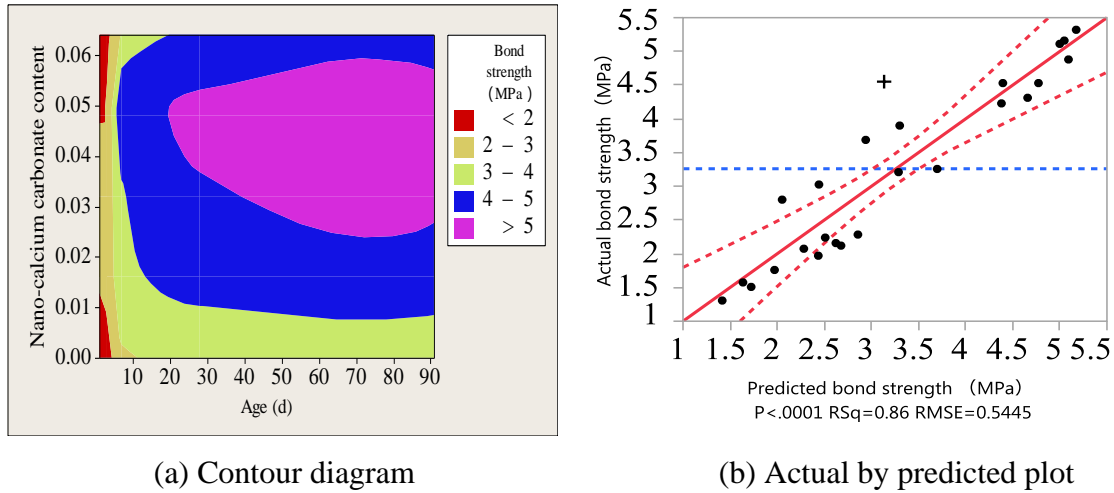 Nano-calcium carbonate content
0.06
0.05
0.04
0.03
0.02
0.01
0.00
10 20 30 40 50 60 70 80 90
Age (d)
Bond
strength
(MPa)
< 2
2 – 3
3 – 4
4 – 5
> 5
(a) Contour diagram
Actual bond strength (MPa)
5.5
5
4.5
4
3.5
3
2.5
2
1.5
1
1 1.5 2 2.5 3 3.5 4 4.5 5 5.5
Predicted bond strength (MPa)
P<.0001 RSq=0.86 RMSE=0.5445
(b) Actual by predicted plot